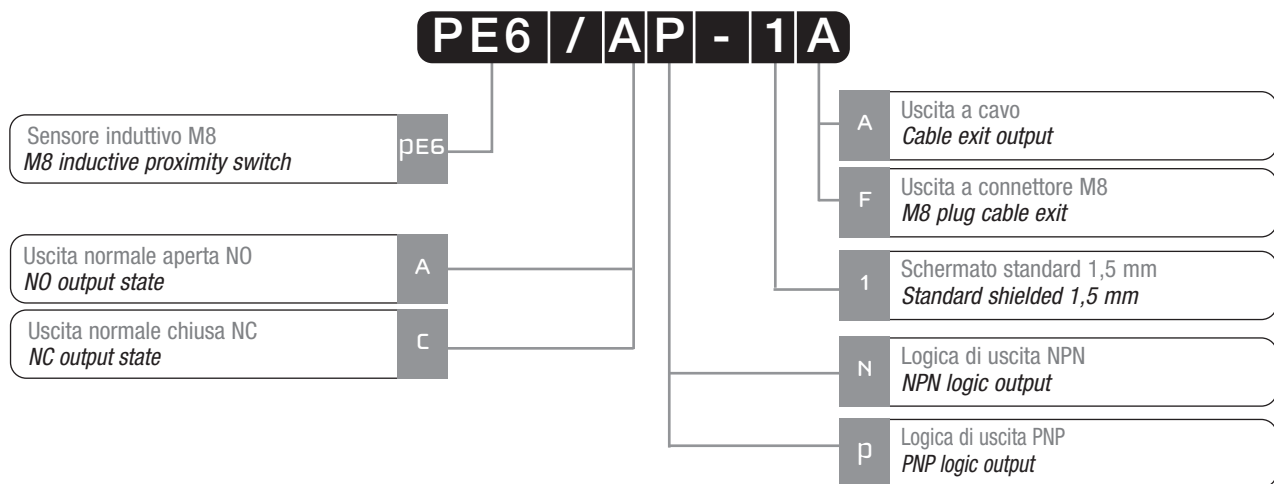 PE6/AP-1A
Sensore induttivo M8
M8 inductive proximity switch
PE6
Uscita normale aperta NO
NO output state
A
Uscita normale chiusa NC
NC output state
C
A
Uscita a cavo
Cable exit output
F
Uscita a connettore M8
M8 plug cable exit
1
Schermato standard 1,5 mm
Standard shielded 1,5 mm
N
Logica di uscita NPN
NPN logic output
P
Logica di uscita PNP
PNP logic output